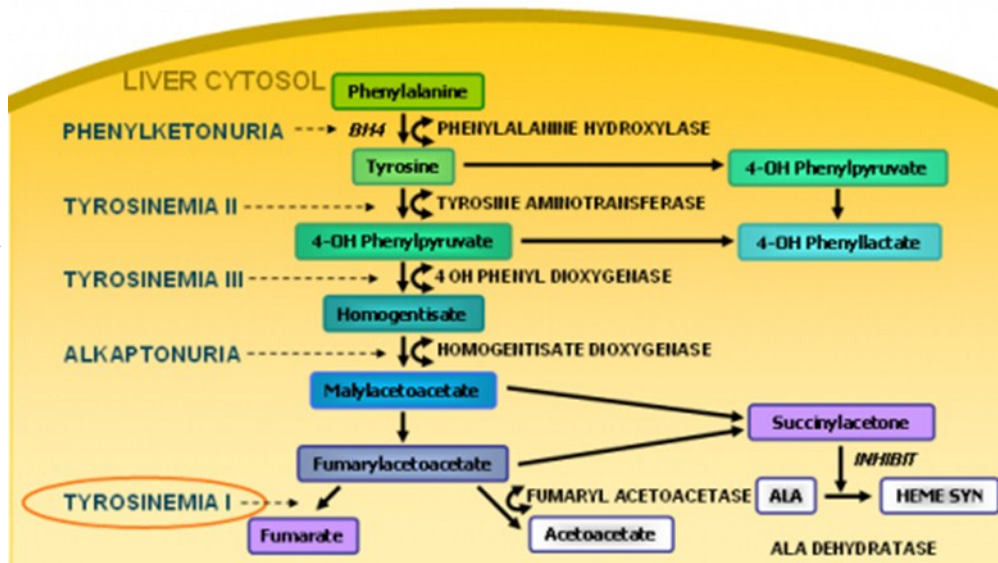 LIVER CYTOSOL
Phenylalanine
PHENYLKETONURIA
BH4
PHENYLALANINE HYDROXYLASE
Tyrosine
4-OH Phenylpyruvate
TYROSINEMIA II
TYROSINE AMINOTRANSFERASE
4-OH Phenylpyruvate
4-OH Phenyllactate
TYROSINEMIA III
4 OH PHENYL DIOXYGENASE
Homogentisate
ALKAPTONURIA
HOMOGENTISATE DIOXYGENASE
Malylacetoacetate
Succinylacetone
Fumarylacetoacetate
INHIBIT
TYROSINEMIA I
FUMARYL ACETOACETASE
ALA
HEME SYN
Fumarate
Acetoacetate
ALA DEHYDRATASE